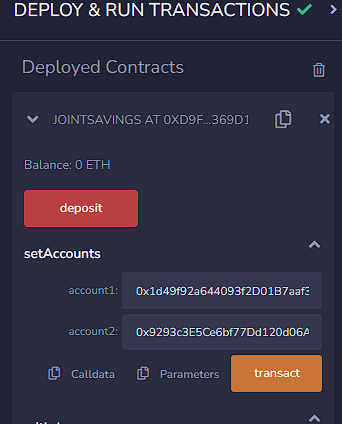 DEPLOY & RUN TRANSACTIONS
Deployed Contracts
JOINTSAVINGS AT 0XD9F...369D1
Balance: 0 ETH
deposit
setAccounts
account1: 0x1d49f92a644093f2D01B7aaf3
account2: 0x9293c3E5Ce6bf77Dd120d06A
Calldata Parameters transact